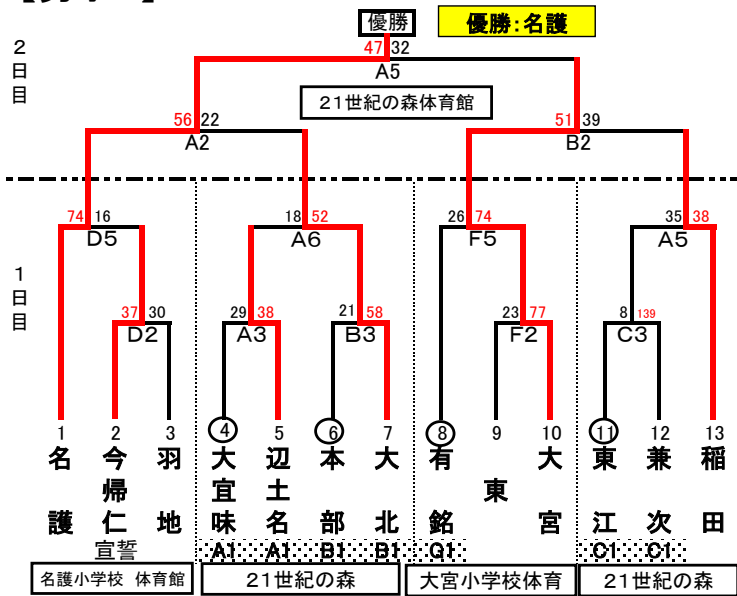 優勝
優勝:名護
47 32
A5
２日目
21世紀の森体育館
56 22
A2
51 39
B2
74 16
D5
18 52
A6
26 74
F5
35 38
A5
１日目
37 30
D2
29 38
A3
21 58
B3
23 77
F2
8 139
C3
1 2 3 4 5 6 7 8 9 10 11 12 13
名護
今帰仁
羽地
大宜味
辺土名
本部
大北
有銘
東
大宮
東江
兼次
稲田
宣誓
A1 A1 B1 B1 G1 C1 C1
名護小学校 体育館
21世紀の森
大宮小学校体育
21世紀の森